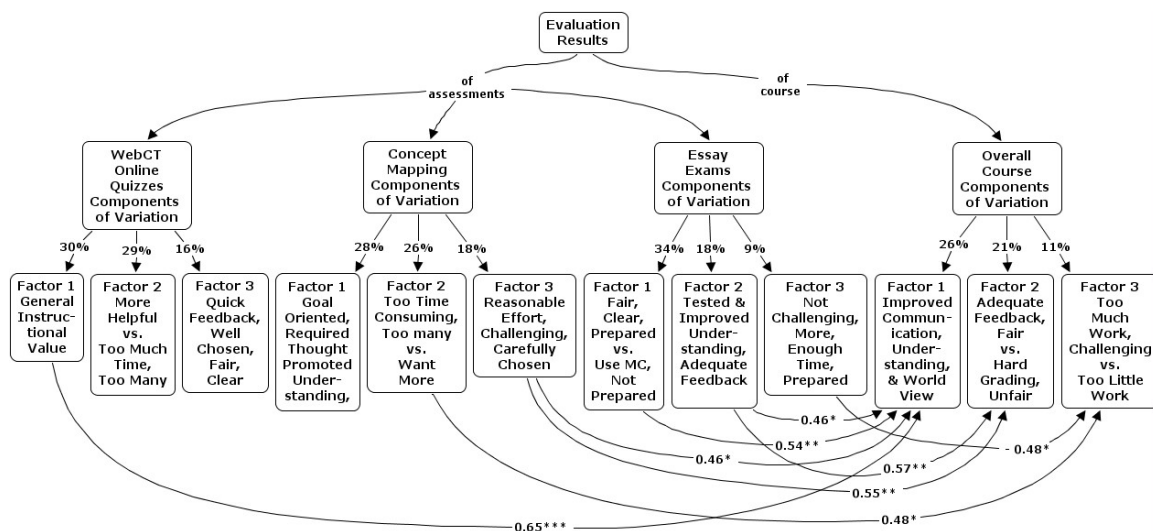 Evaluation
Results
of
assessments
of
course
WebCT
Online
Quizzes
Components
of Variation
Concept
Mapping
Components
of Variation
Essay
Exams
Components
of Variation
Overall
Course
Components
of Variation
30%
29%
16%
28%
26%
18%
34%
18%
9%
26%
21%
11%
Factor 1
General
Instruc-
tional
Value
Factor 2
More
Helpful
vs.
Too Much
Time,
Too Many
Factor 3
Quick
Feedback,
Well
Chosen,
Fair,
Clear
Factor 1
Goal
Oriented,
Required
Thought
Promoted
Under-
standing,
Factor 2
Too Time
Consuming,
Too many
vs.
Want
More
Factor 3
Reasonable
Effort,
Challenging,
Carefully
Chosen
Factor 1
Fair,
Clear,
Prepared
vs.
Use MC,
Not
Prepared
Factor 2
Tested &
Improved
Under-
standing,
Adequate
Feedback
Factor 3
Not
Challenging,
More,
Enough
Time,
Prepared
Factor 1
Improved
Commun-
ication,
Under-
standing,
& World
View
Factor 2
Adequate
Feedback,
Fair
vs.
Hard
Grading,
Unfair
Factor 3
Too
Much
Work,
Challenging
vs.
Too Little
Work
0.46*
0.54**
- 0.48*
0.46*
0.57**
0.55**
0.48*
0.65***